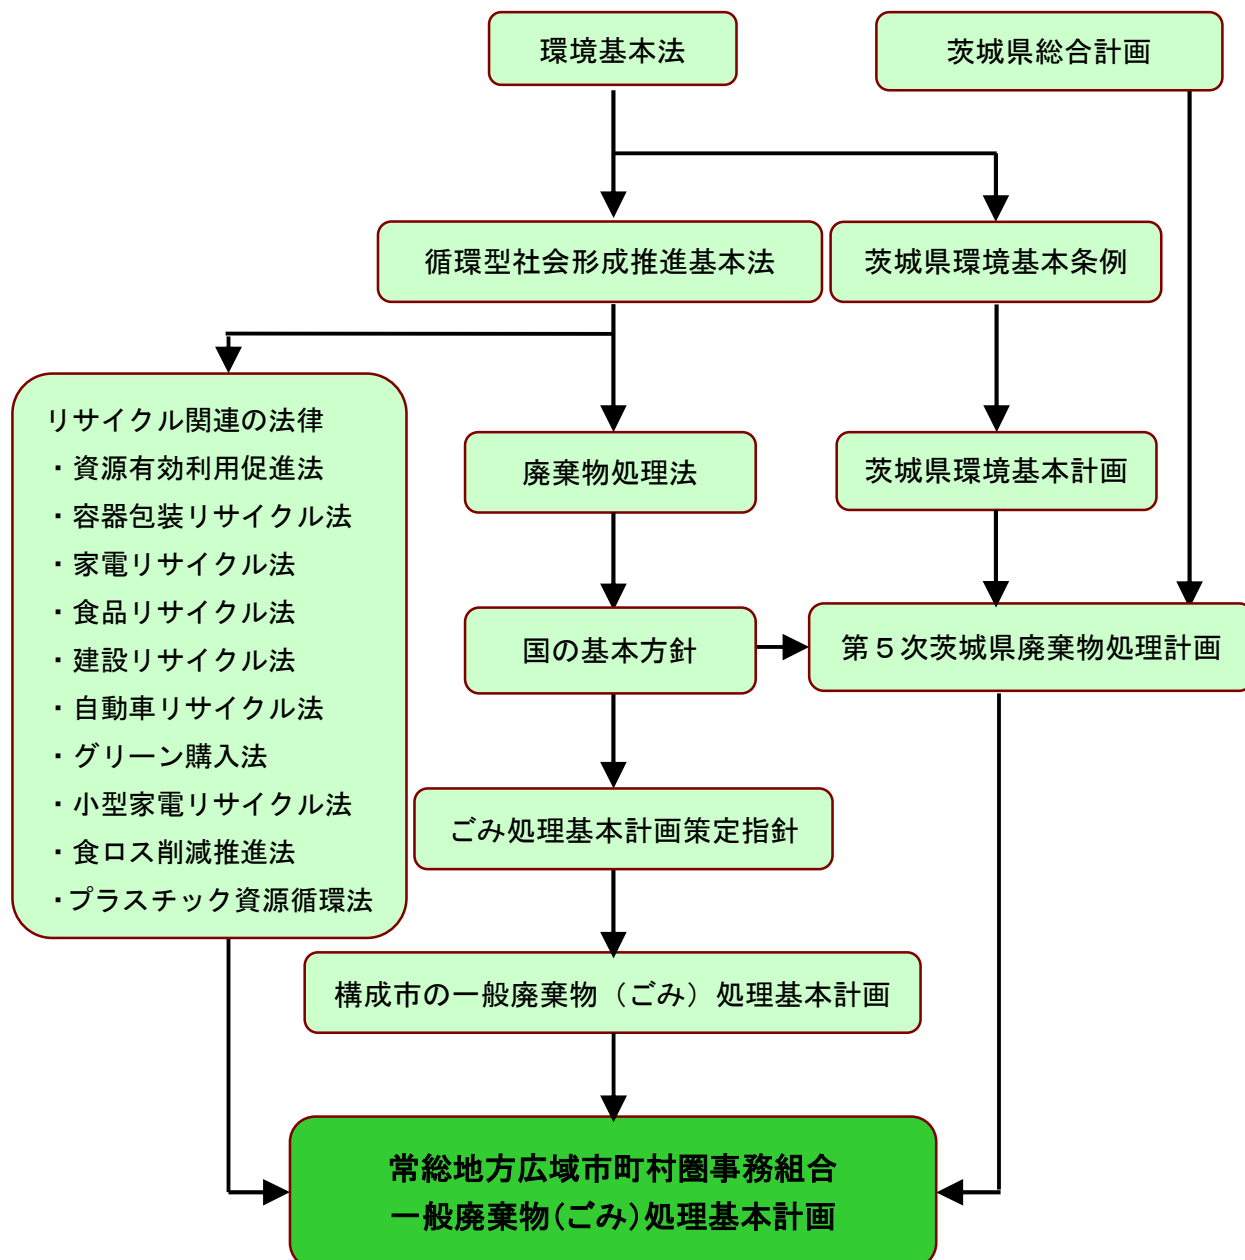 環境基本法
茨城県総合計画
循環型社会形成推進基本法
茨城県環境基本条例
リサイクル関連の法律
・資源有効利用促進法
・容器包装リサイクル法
・家電リサイクル法
・食品リサイクル法
・建設リサイクル法
・自動車リサイクル法
・グリーン購入法
・小型家電リサイクル法
・食ロス削減推進法
・プラスチック資源循環法
廃棄物処理法
茨城県環境基本計画
国の基本方針
第５次茨城県廃棄物処理計画
ごみ処理基本計画策定指針
構成市の一般廃棄物（ごみ）処理基本計画
常総地方広域市町村圏事務組合
一般廃棄物(ごみ)処理基本計画